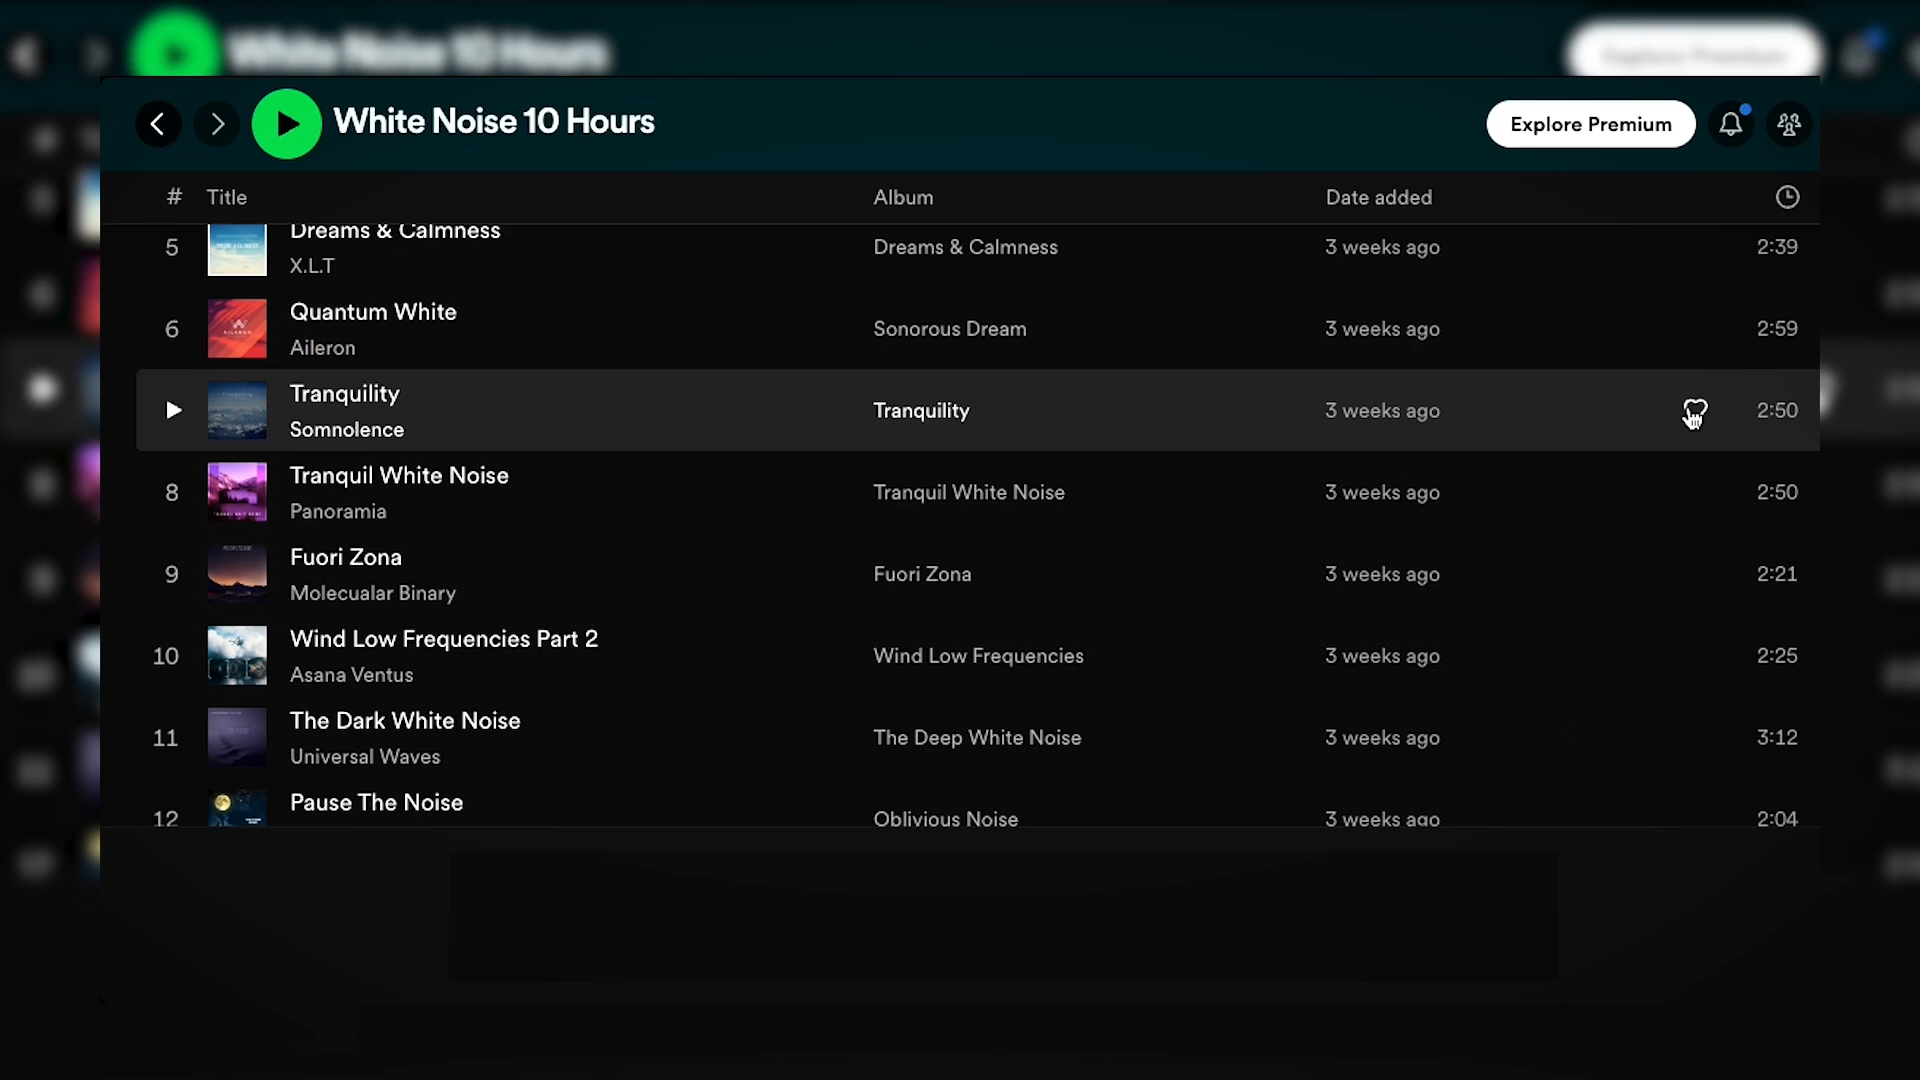 White Noise 10 Hours
White Noise 10 Hours
Explore Premium
# Title Album Date added
5 Dreams & Calmness Dreams & Calmness 3 weeks ago 2:39
X.L.T
6 Quantum White Sonorous Dream 3 weeks ago 2:59
Aileron
Tranquility Tranquility 3 weeks ago 2:50
Somnolence
8 Tranquil White Noise Tranquil White Noise 3 weeks ago 2:50
Panoramia
9 Fuori Zona Fuori Zona 3 weeks ago 2:21
Molecualar Binary
10 Wind Low Frequencies Part 2 Wind Low Frequencies 3 weeks ago 2:25
Asana Ventus
11 The Dark White Noise The Deep White Noise 3 weeks ago 3:12
Universal Waves
12 Pause The Noise Oblivious Noise 3 weeks ago 2:04